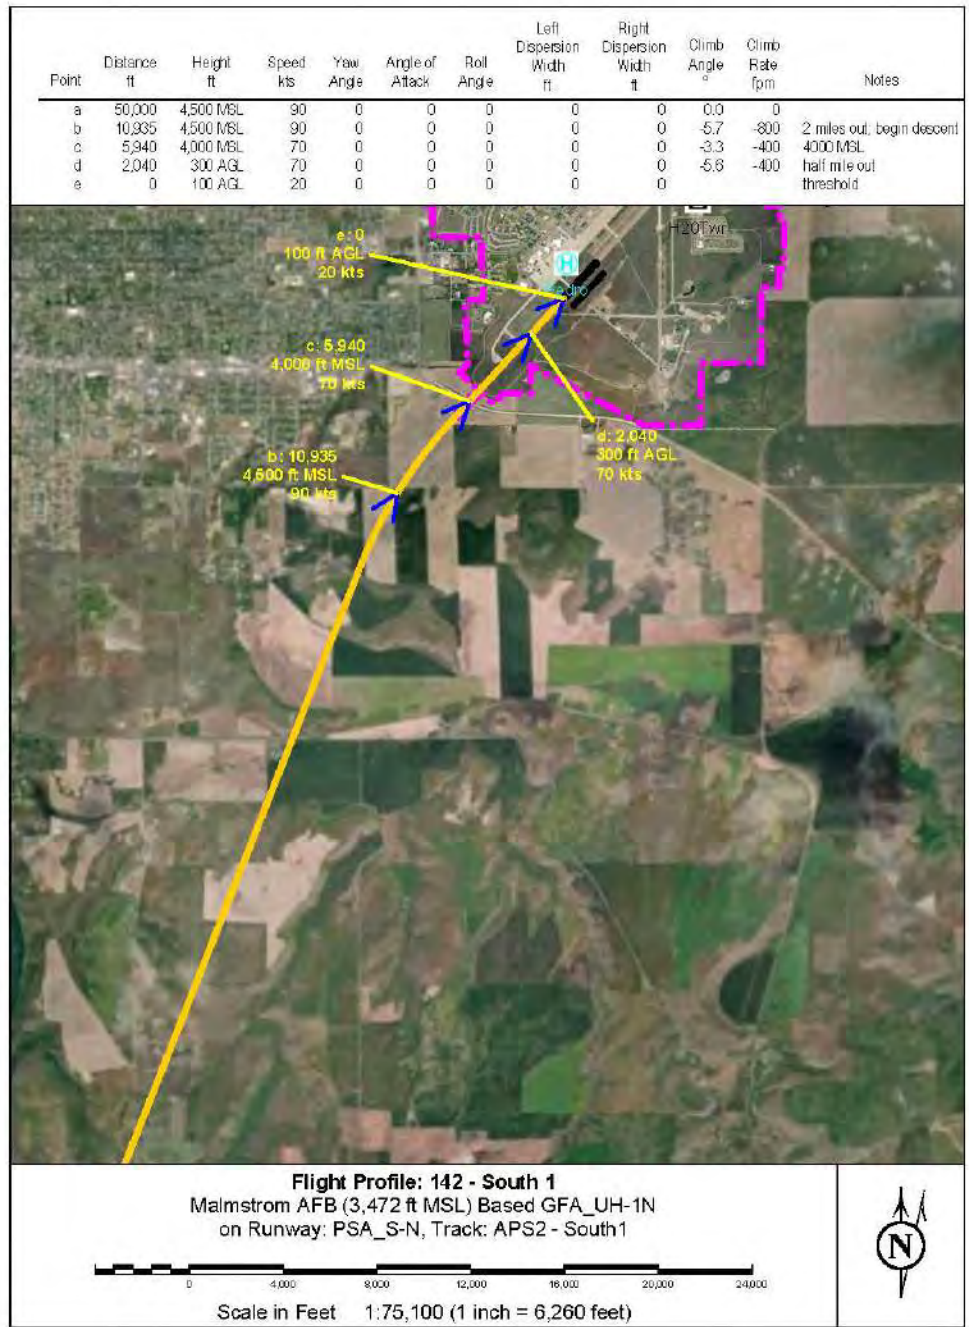 Point Distance ft Height ft Speed kts Yaw Angle Angle of Attack Roll Angle Left Dispersion Width ft Right Dispersion Width ft Climb Angle ° Climb Rate fpm Notes
a 50,000 4,500 MSL 90 0 0 0 0 0 0.0 0
b 10,935 4,500 MSL 90 0 0 0 0 0 -5.7 -800 2 miles out; begin descent
c 5,940 4,000 MSL 70 0 0 0 0 0 -3.3 -400 4000 MSL
d 2,040 300 AGL 70 0 0 0 0 0 -5.6 -400 half mile out
e 0 100 AGL 20 0 0 0 0 0 threshold
H20Twr
e: 0
100 ft AGL
20 kts
H
c: 5,940
4,000 ft MSL
70 kts
d: 2,040
300 ft AGL
70 kts
b: 10,935
4,500 ft MSL
90 kts
Flight Profile: 142 - South 1
Malmstrom AFB (3,472 ft MSL) Based GFA_UH-1N
on Runway: PSA_S-N, Track: APS2 - South1
0 4,000 8,000 12,000 16,000 20,000 24,000
Scale in Feet 1:75,100 (1 inch = 6,260 feet)
N